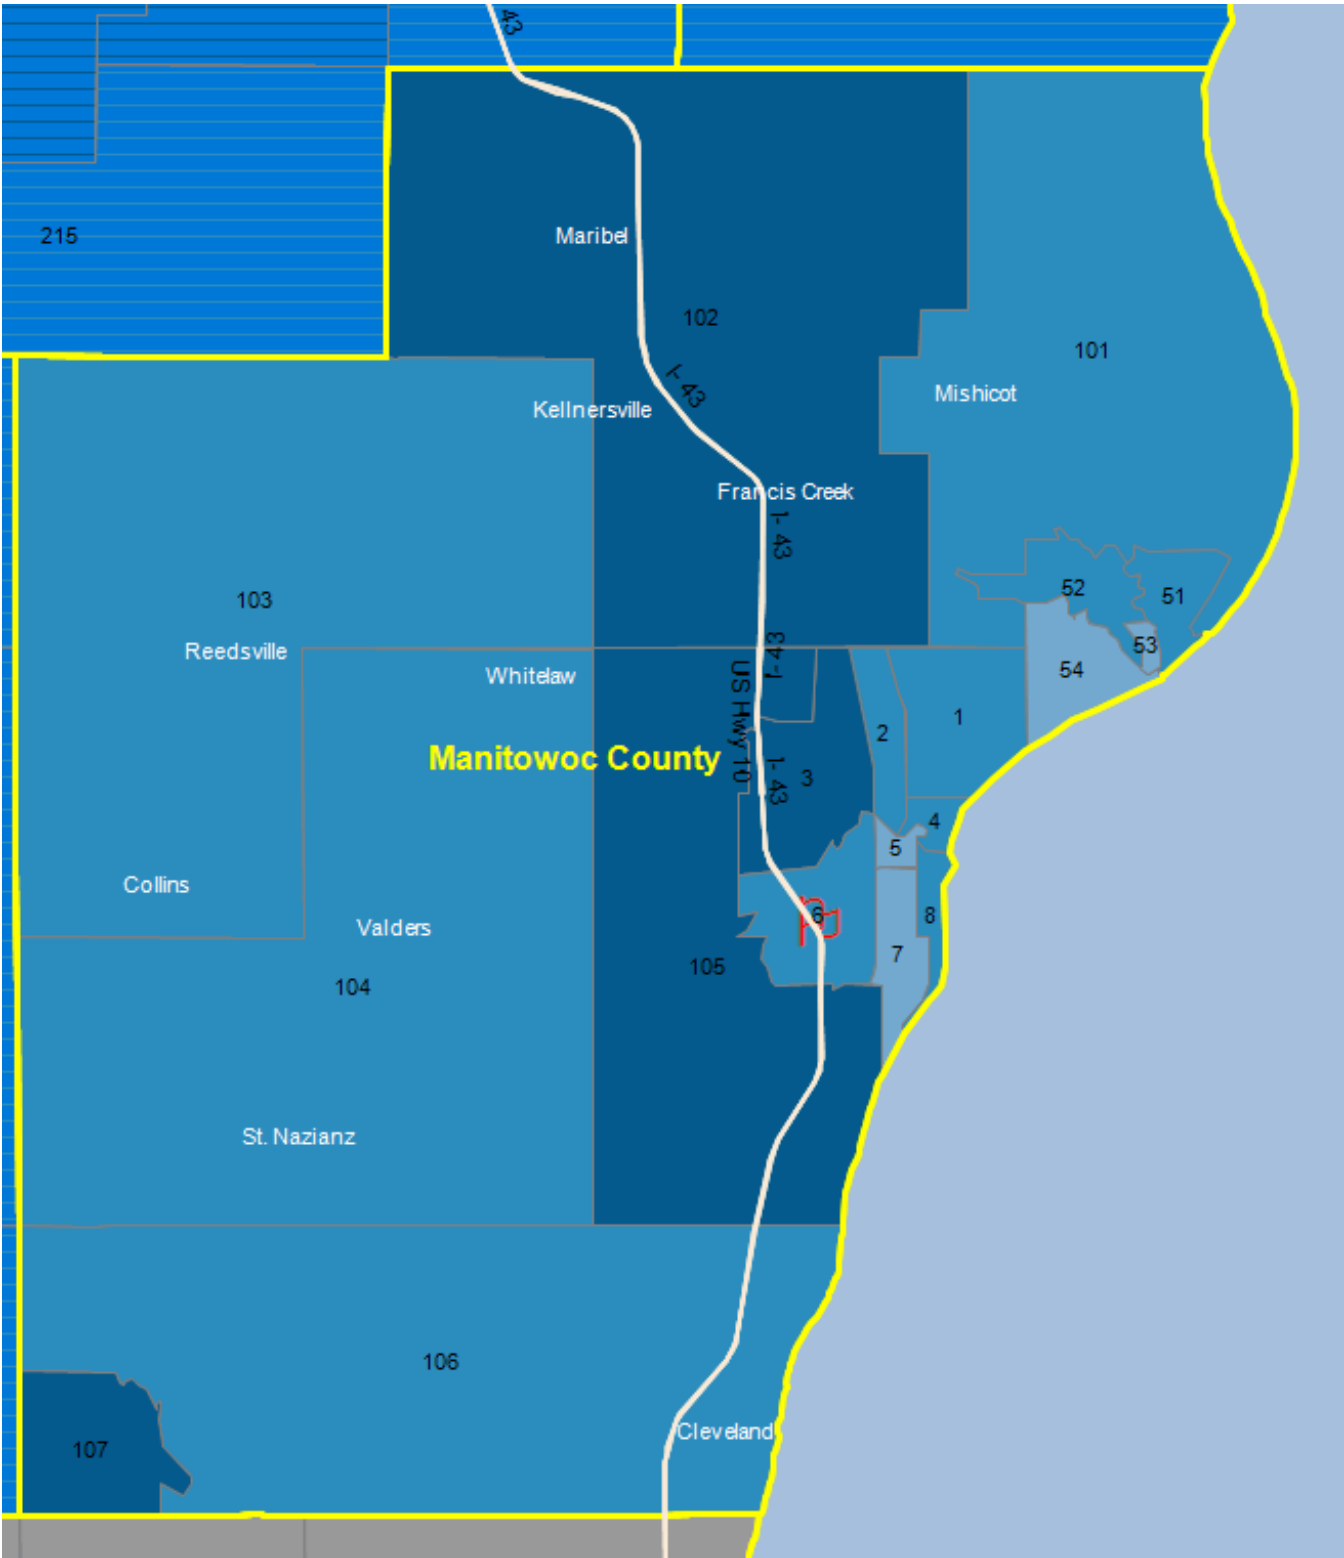 43
215
Maribel
102
101
I- 43
Mishicot
Kellnersville
Francis Creek
I- 43
52
51
103
53
Reedsville
I-43
54
Whitelaw
US Hwy 10
1
2
Manitowoc County
I- 43
3
4
5
Collins
6
8
Valders
7
105
104
St. Nazianz
106
Cleveland
107